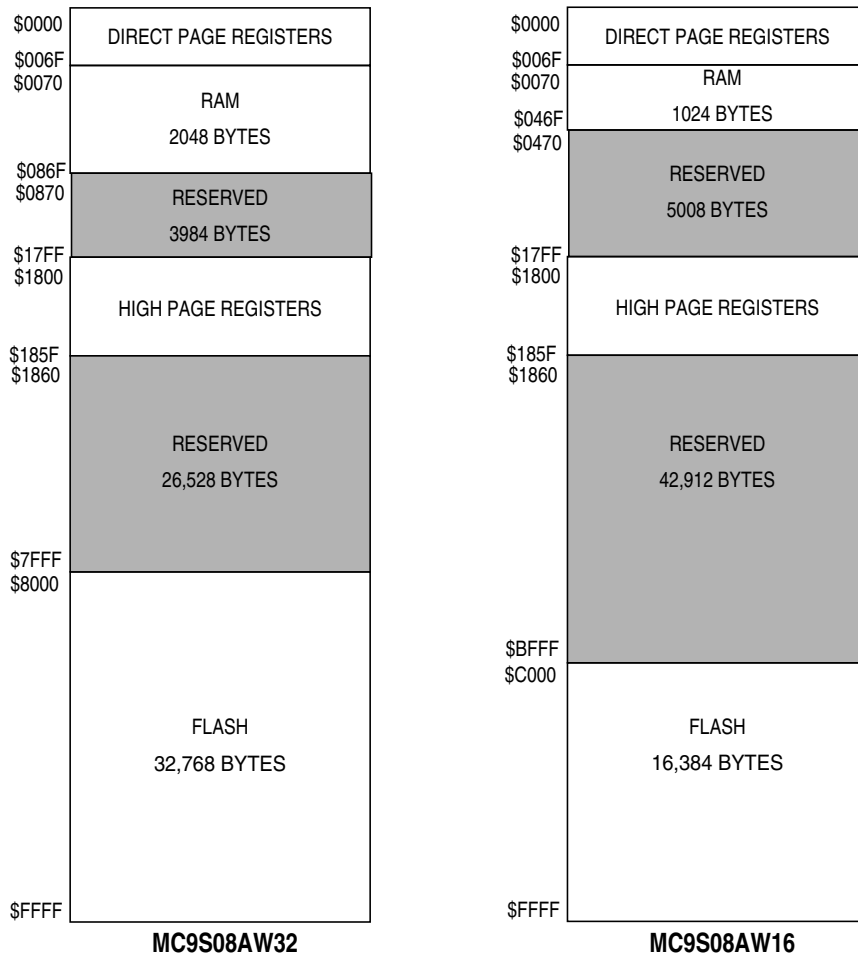 $0000
DIRECT PAGE REGISTERS
$006F
$0070
RAM
2048 BYTES
$086F
$0870
RESERVED
3984 BYTES
$17FF
$1800
HIGH PAGE REGISTERS
$185F
$1860
RESERVED
26,528 BYTES
$7FFF
$8000
FLASH
32,768 BYTES
$FFFF
MC9S08AW32
$0000
DIRECT PAGE REGISTERS
$006F
$0070
RAM
1024 BYTES
$046F
$0470
RESERVED
5008 BYTES
$17FF
$1800
HIGH PAGE REGISTERS
$185F
$1860
RESERVED
42,912 BYTES
$BFFF
$C000
FLASH
16,384 BYTES
$FFFF
MC9S08AW16